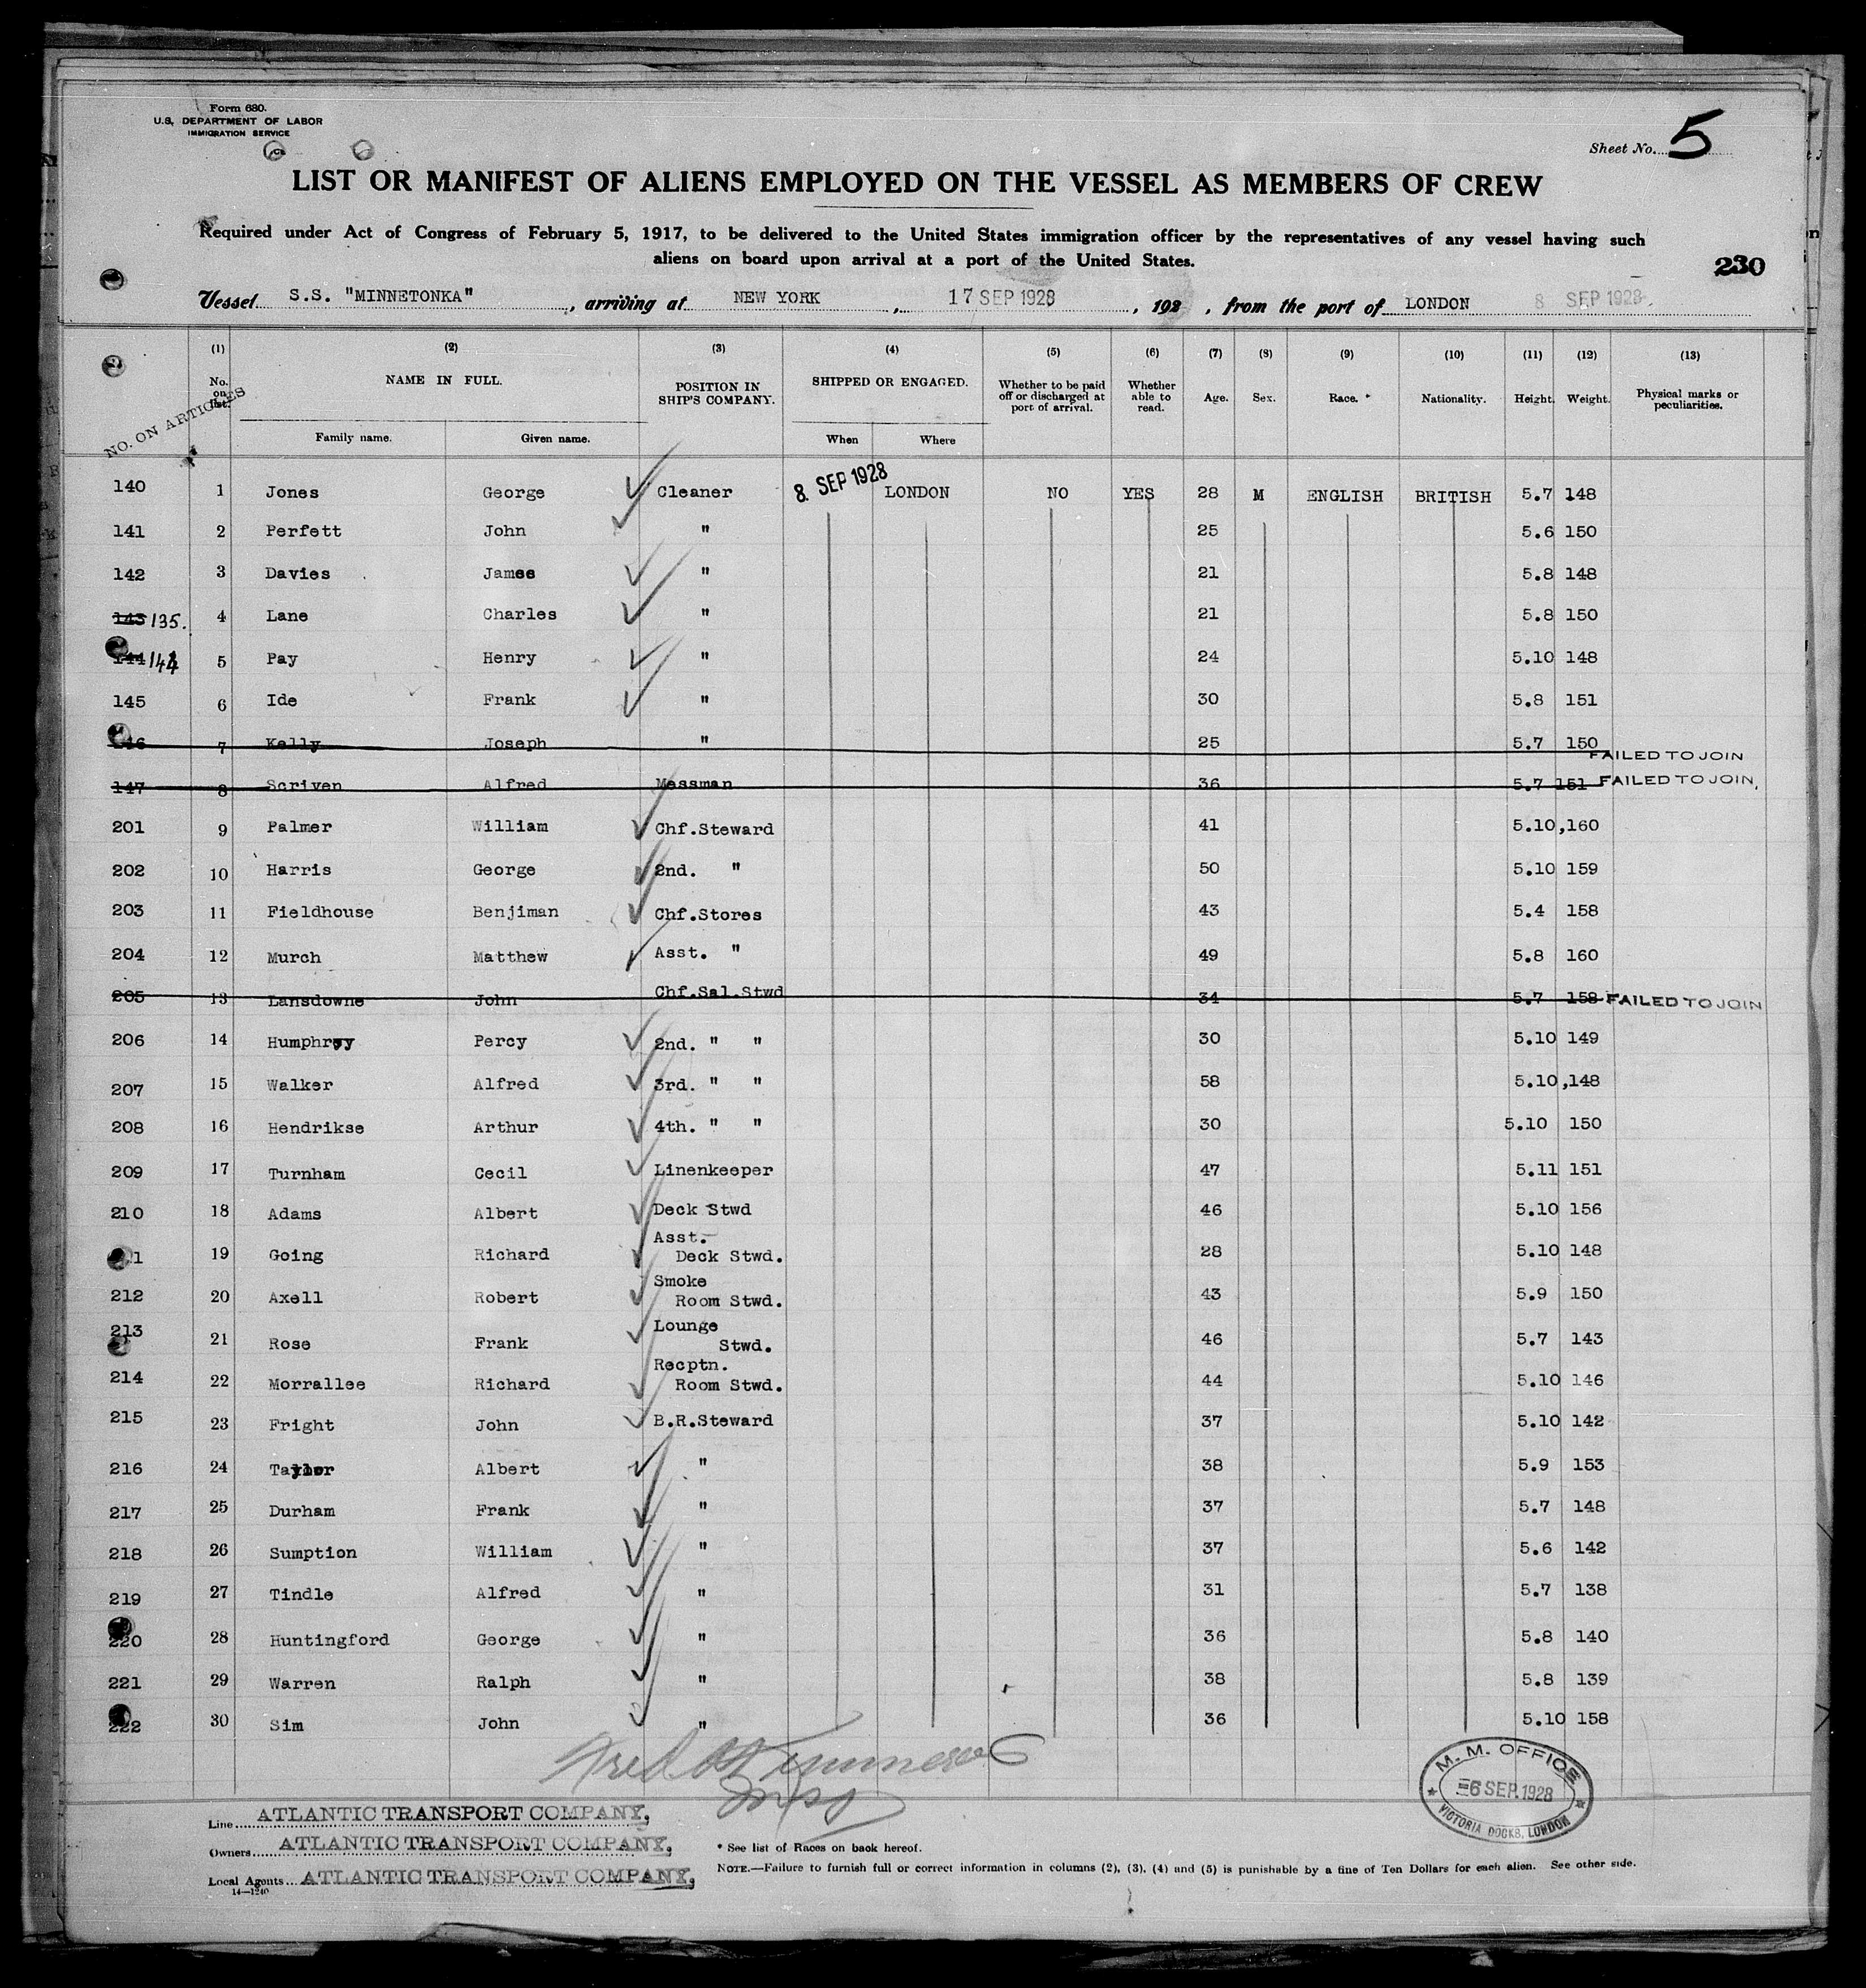 Form 680.
U.S. DEPARTMENT OF LABOR
IMMIGRATION SERVICE
Sheet No. 5
LIST OR MANIFEST OF ALIENS EMPLOYED ON THE VESSEL AS MEMBERS OF CREW
Required under Act of Congress of February 5, 1917, to be delivered to the United States immigration officer by the representatives of any vessel having such
aliens on board upon arrival at a port of the United States.
230
Vessel S.S. "MINNETONKA", arriving at NEW YORK, 17 SEP 1928, 192 , from the port of LONDON 8 SEP 1928
NO. ON ARTICLES
(1) (2) (3) (4) (5) (6) (7) (8) (9) (10) (11) (12) (13)
No. on list. NAME IN FULL. POSITION IN SHIP'S COMPANY. SHIPPED OR ENGAGED. Whether to be paid off or discharged at port of arrival. Whether able to read. Age. Sex. Race.* Nationality. Height. Weight. Physical marks or peculiarities.
Family name. Given name. When Where
140 1 Jones George Cleaner 8 SEP 1928 LONDON NO YES 28 M ENGLISH BRITISH 5.7 148
141 2 Perfett John " 25 5.6 150
142 3 Davies James " 21 5.8 148
143 135. 4 Lane Charles " 21 5.8 150
144 144 5 Pay Henry " 24 5.10 148
145 6 Ide Frank " 30 5.8 151
146 7 Kelly Joseph " 25 5.7 150 FAILED TO JOIN
147 8 Scriven Alfred Messman 36 5.7 151 FAILED TO JOIN,
201 9 Palmer William Chf.Steward 41 5.10,160
202 10 Harris George 2nd. " 50 5.10 159
203 11 Fieldhouse Benjiman Chf.Stores 43 5.4 158
204 12 Murch Matthew Asst. " 49 5.8 160
205 13 Lansdowne John Chf.Sal.Stwd 34 5.7 158 FAILED TO JOIN
206 14 Humphrey Percy 2nd. " " 30 5.10 149
207 15 Walker Alfred 3rd. " " 58 5.10,148
208 16 Hendrikse Arthur 4th. " " 30 5.10 150
209 17 Turnham Cecil Linenkeeper 47 5.11 151
210 18 Adams Albert Deck Stwd 46 5.10 156
1 19 Going Richard Asst. Deck Stwd. 28 5.10 148
212 20 Axell Robert Smoke Room Stwd. 43 5.9 150
213 21 Rose Frank Lounge Stwd. 46 5.7 143
214 22 Morrallee Richard Recptn. Room Stwd. 44 5.10 146
215 23 Fright John B.R.Steward 37 5.10 142
216 24 Taylor Albert " 38 5.9 153
217 25 Durham Frank " 37 5.7 148
218 26 Sumption William " 37 5.6 142
219 27 Tindle Alfred " 31 5.7 138
220 28 Huntingford George " 36 5.8 140
221 29 Warren Ralph " 38 5.8 139
222 30 Sim John " 36 5.10 158
M. M. OFFICE
6 SEP. 1928
VICTORIA DOCKS, LONDON
Line ATLANTIC TRANSPORT COMPANY,
Owners ATLANTIC TRANSPORT COMPANY,
Local Agents ATLANTIC TRANSPORT COMPANY,
14—1240
* See list of Races on back hereof.
NOTE.—Failure to furnish full or correct information in columns (2), (3), (4) and (5) is punishable by a fine of Ten Dollars for each alien. See other side.